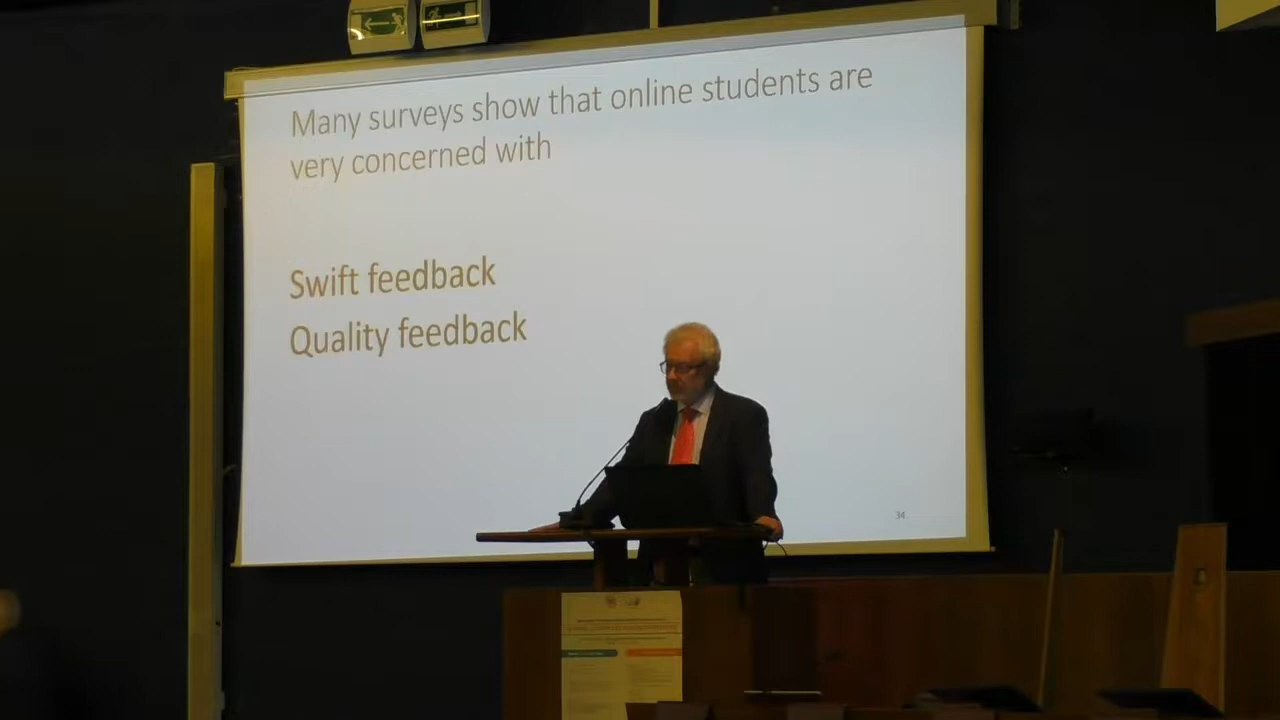 Many surveys show that online students are
very concerned with
Swift feedback
Quality feedback
34